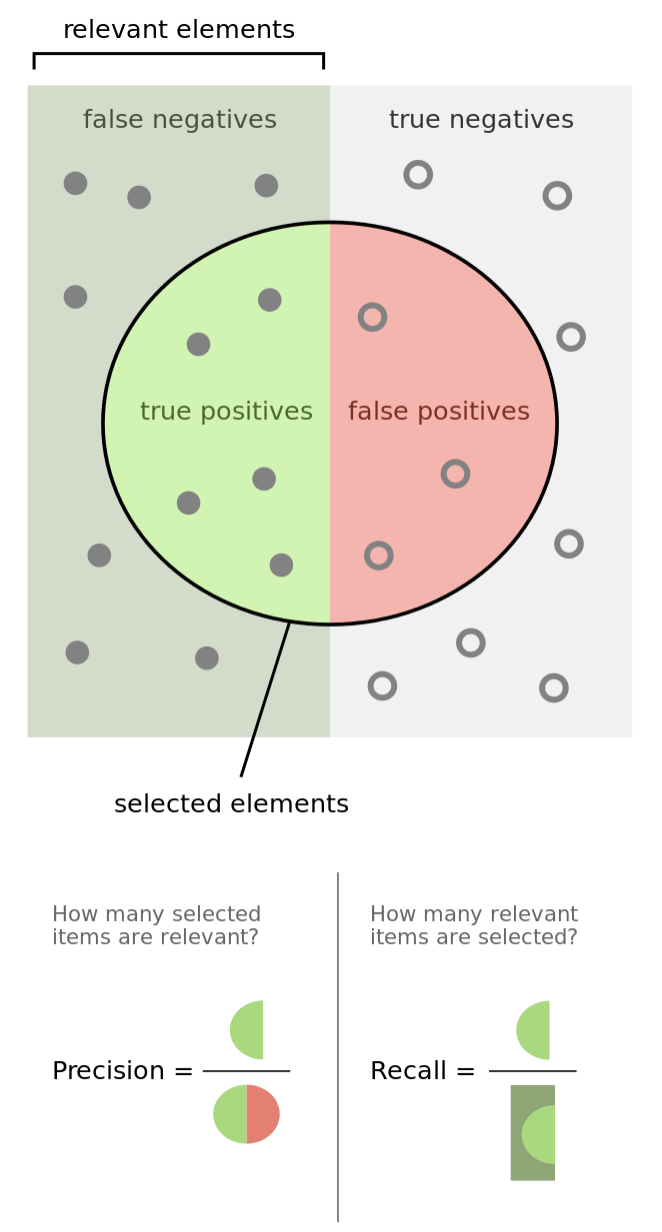 relevant elements
false negatives
true negatives
true positives
false positives
selected elements
How many selected
items are relevant?
How many relevant
items are selected?
Precision =
Recall =